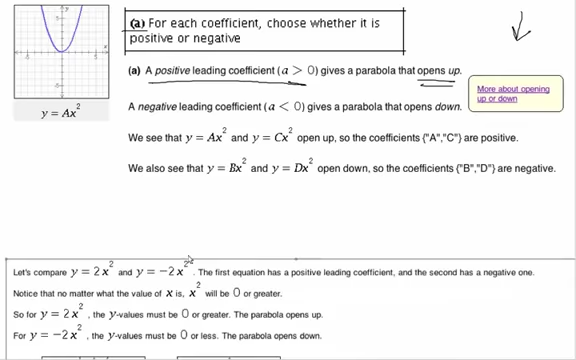 y
x
5
-5
y = Ax²
(a) For each coefficient, choose whether it is
positive or negative
(a) A positive leading coefficient (a > 0) gives a parabola that opens up.
More about opening
up or down
A negative leading coefficient (a < 0) gives a parabola that opens down.
We see that y = Ax² and y = Cx² open up, so the coefficients {"A","C"} are positive.
We also see that y = Bx² and y = Dx² open down, so the coefficients {"B","D"} are negative.
Let's compare y = 2x² and y = −2x². The first equation has a positive leading coefficient, and the second has a negative one.
Notice that no matter what the value of x is, x² will be 0 or greater.
So for y = 2x², the y-values must be 0 or greater. The parabola opens up.
For y = −2x², the y-values must be 0 or less. The parabola opens down.